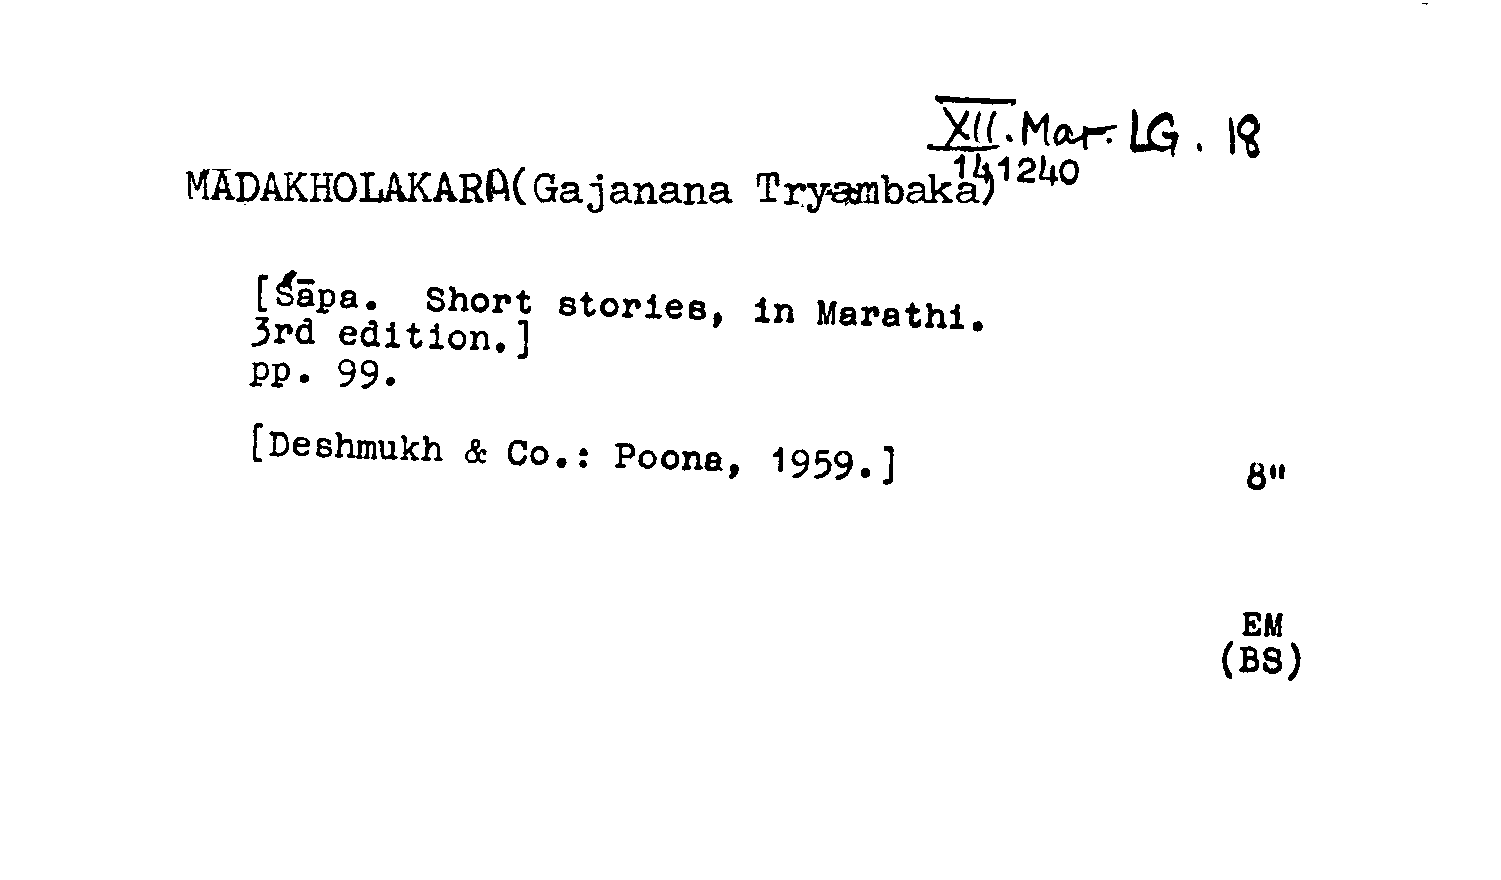 XII. Mar. LG. 18
141240
MĀDAKHOLAKARA(Gajanana Tryambaka)
[Śāpa. Short stories, in Marathi.
3rd edition.]
pp. 99.
[Deshmukh & Co.: Poona, 1959.]
8"
EM
(BS)